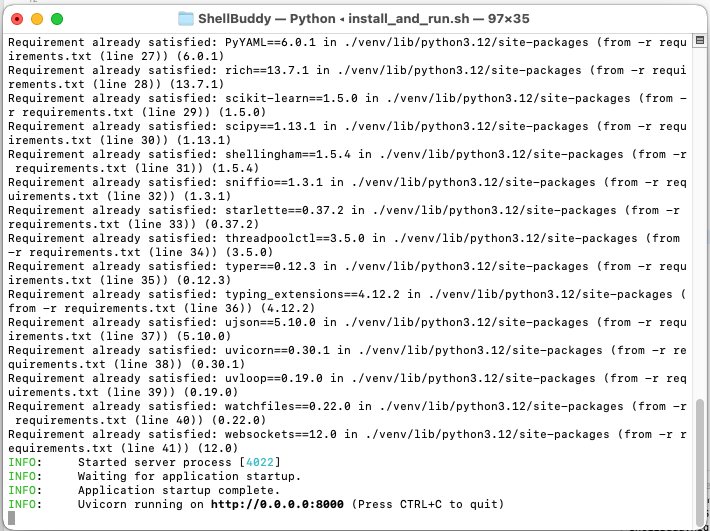 ShellBuddy — Python ◂ install_and_run.sh — 97×35
Requirement already satisfied: PyYAML==6.0.1 in ./venv/lib/python3.12/site-packages (from -r requ
irements.txt (line 27)) (6.0.1)
Requirement already satisfied: rich==13.7.1 in ./venv/lib/python3.12/site-packages (from -r requi
rements.txt (line 28)) (13.7.1)
Requirement already satisfied: scikit-learn==1.5.0 in ./venv/lib/python3.12/site-packages (from -
r requirements.txt (line 29)) (1.5.0)
Requirement already satisfied: scipy==1.13.1 in ./venv/lib/python3.12/site-packages (from -r requ
irements.txt (line 30)) (1.13.1)
Requirement already satisfied: shellingham==1.5.4 in ./venv/lib/python3.12/site-packages (from -r
 requirements.txt (line 31)) (1.5.4)
Requirement already satisfied: sniffio==1.3.1 in ./venv/lib/python3.12/site-packages (from -r req
uirements.txt (line 32)) (1.3.1)
Requirement already satisfied: starlette==0.37.2 in ./venv/lib/python3.12/site-packages (from -r 
requirements.txt (line 33)) (0.37.2)
Requirement already satisfied: threadpoolctl==3.5.0 in ./venv/lib/python3.12/site-packages (from 
-r requirements.txt (line 34)) (3.5.0)
Requirement already satisfied: typer==0.12.3 in ./venv/lib/python3.12/site-packages (from -r requ
irements.txt (line 35)) (0.12.3)
Requirement already satisfied: typing_extensions==4.12.2 in ./venv/lib/python3.12/site-packages (
from -r requirements.txt (line 36)) (4.12.2)
Requirement already satisfied: ujson==5.10.0 in ./venv/lib/python3.12/site-packages (from -r requ
irements.txt (line 37)) (5.10.0)
Requirement already satisfied: uvicorn==0.30.1 in ./venv/lib/python3.12/site-packages (from -r re
quirements.txt (line 38)) (0.30.1)
Requirement already satisfied: uvloop==0.19.0 in ./venv/lib/python3.12/site-packages (from -r req
uirements.txt (line 39)) (0.19.0)
Requirement already satisfied: watchfiles==0.22.0 in ./venv/lib/python3.12/site-packages (from -r
 requirements.txt (line 40)) (0.22.0)
Requirement already satisfied: websockets==12.0 in ./venv/lib/python3.12/site-packages (from -r r
equirements.txt (line 41)) (12.0)
INFO:     Started server process [4022]
INFO:     Waiting for application startup.
INFO:     Application startup complete.
INFO:     Uvicorn running on http://0.0.0.0:8000 (Press CTRL+C to quit)